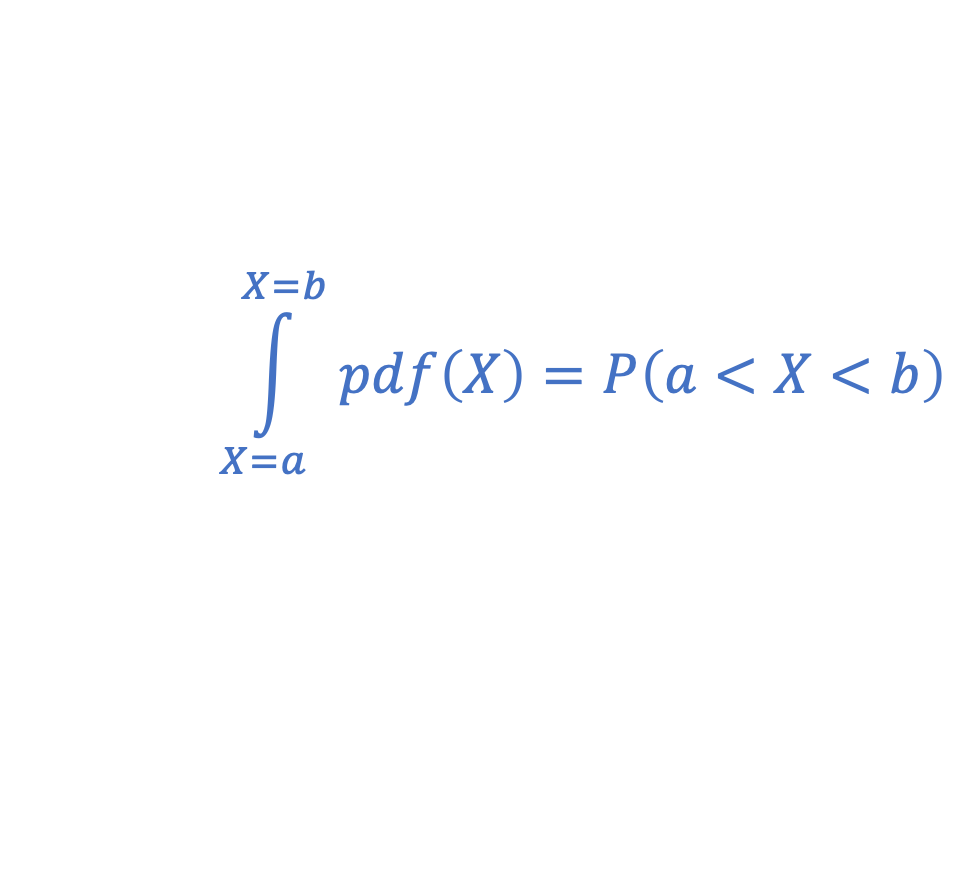 X=b
∫ pdf(X) = P(a < X < b)
X=a